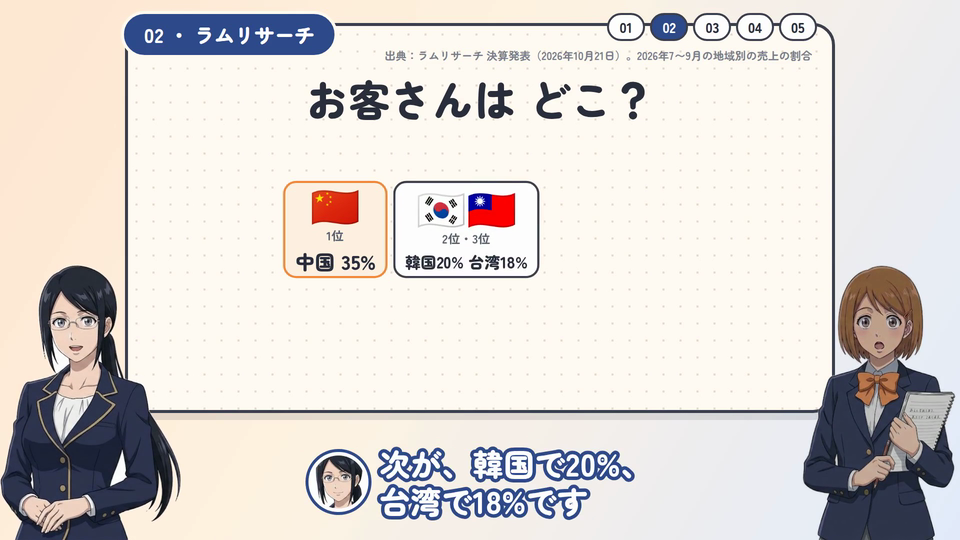 02 ・ ラムリサーチ
01 02 03 04 05
出典：ラムリサーチ 決算発表（2026年10月21日）。2026年7〜9月の地域別の売上の割合
お客さんは どこ？
1位
中国 35%
2位・3位
韓国20% 台湾18%
次が、韓国で20%、
台湾で18%です